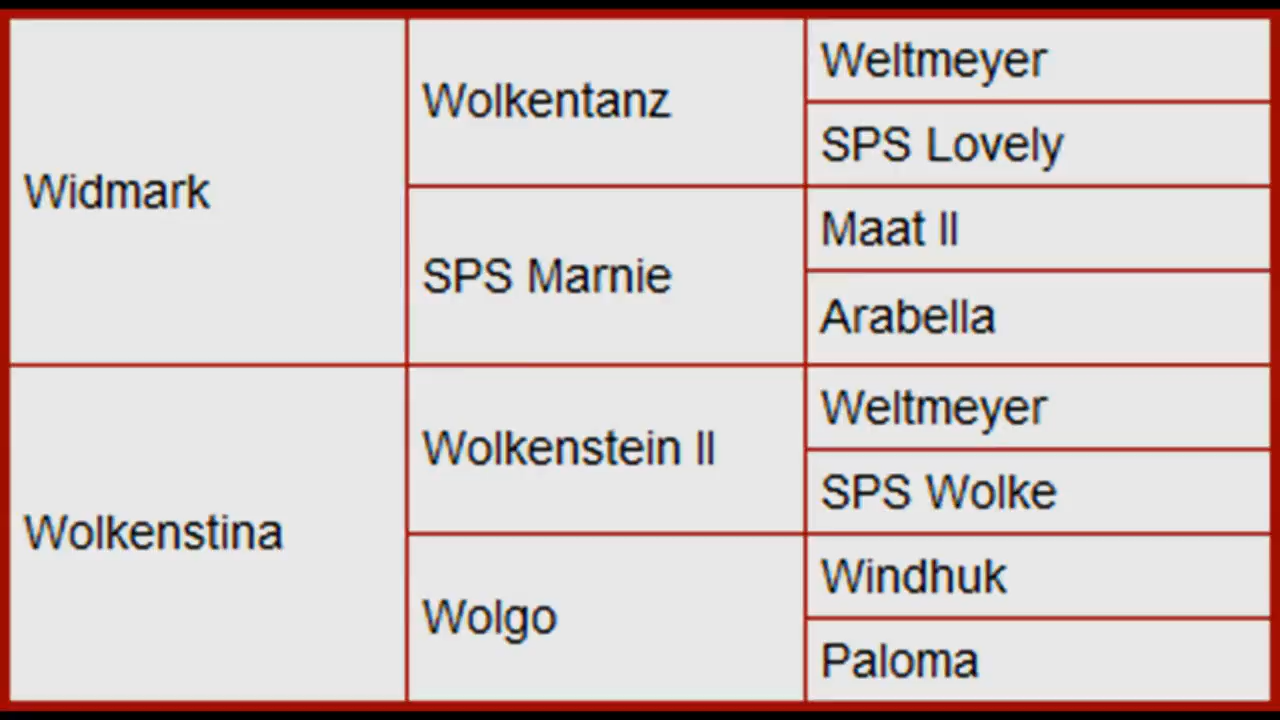 Widmark
Wolkentanz
Weltmeyer
SPS Lovely
SPS Marnie
Maat II
Arabella
Wolkenstina
Wolkenstein II
Weltmeyer
SPS Wolke
Wolgo
Windhuk
Paloma